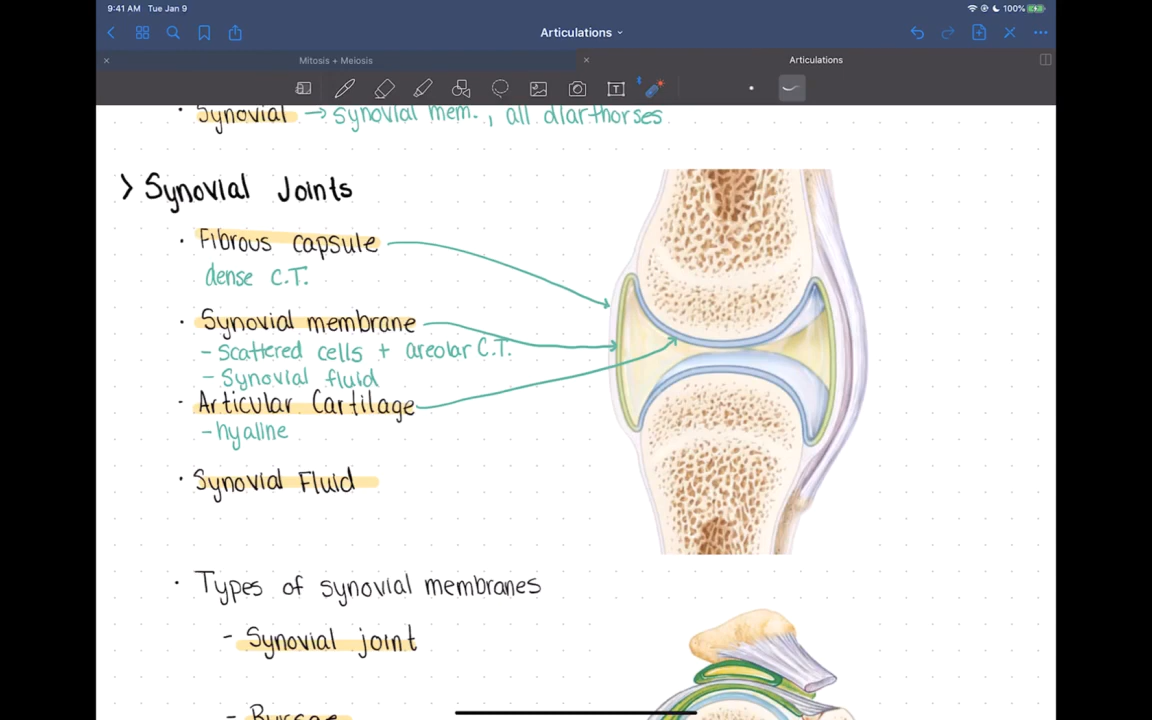 9:41 AM Tue Jan 9
100%
Articulations
Mitosis + Meiosis
Articulations
· Synovial → synovial mem., all diarthorses
> Synovial Joints
· Fibrous capsule
dense C.T.
· Synovial membrane
- scattered cells + areolar C.T.
- Synovial fluid
· Articular Cartilage
- hyaline
· Synovial Fluid
· Types of synovial membranes
- Synovial joint
- Bursae